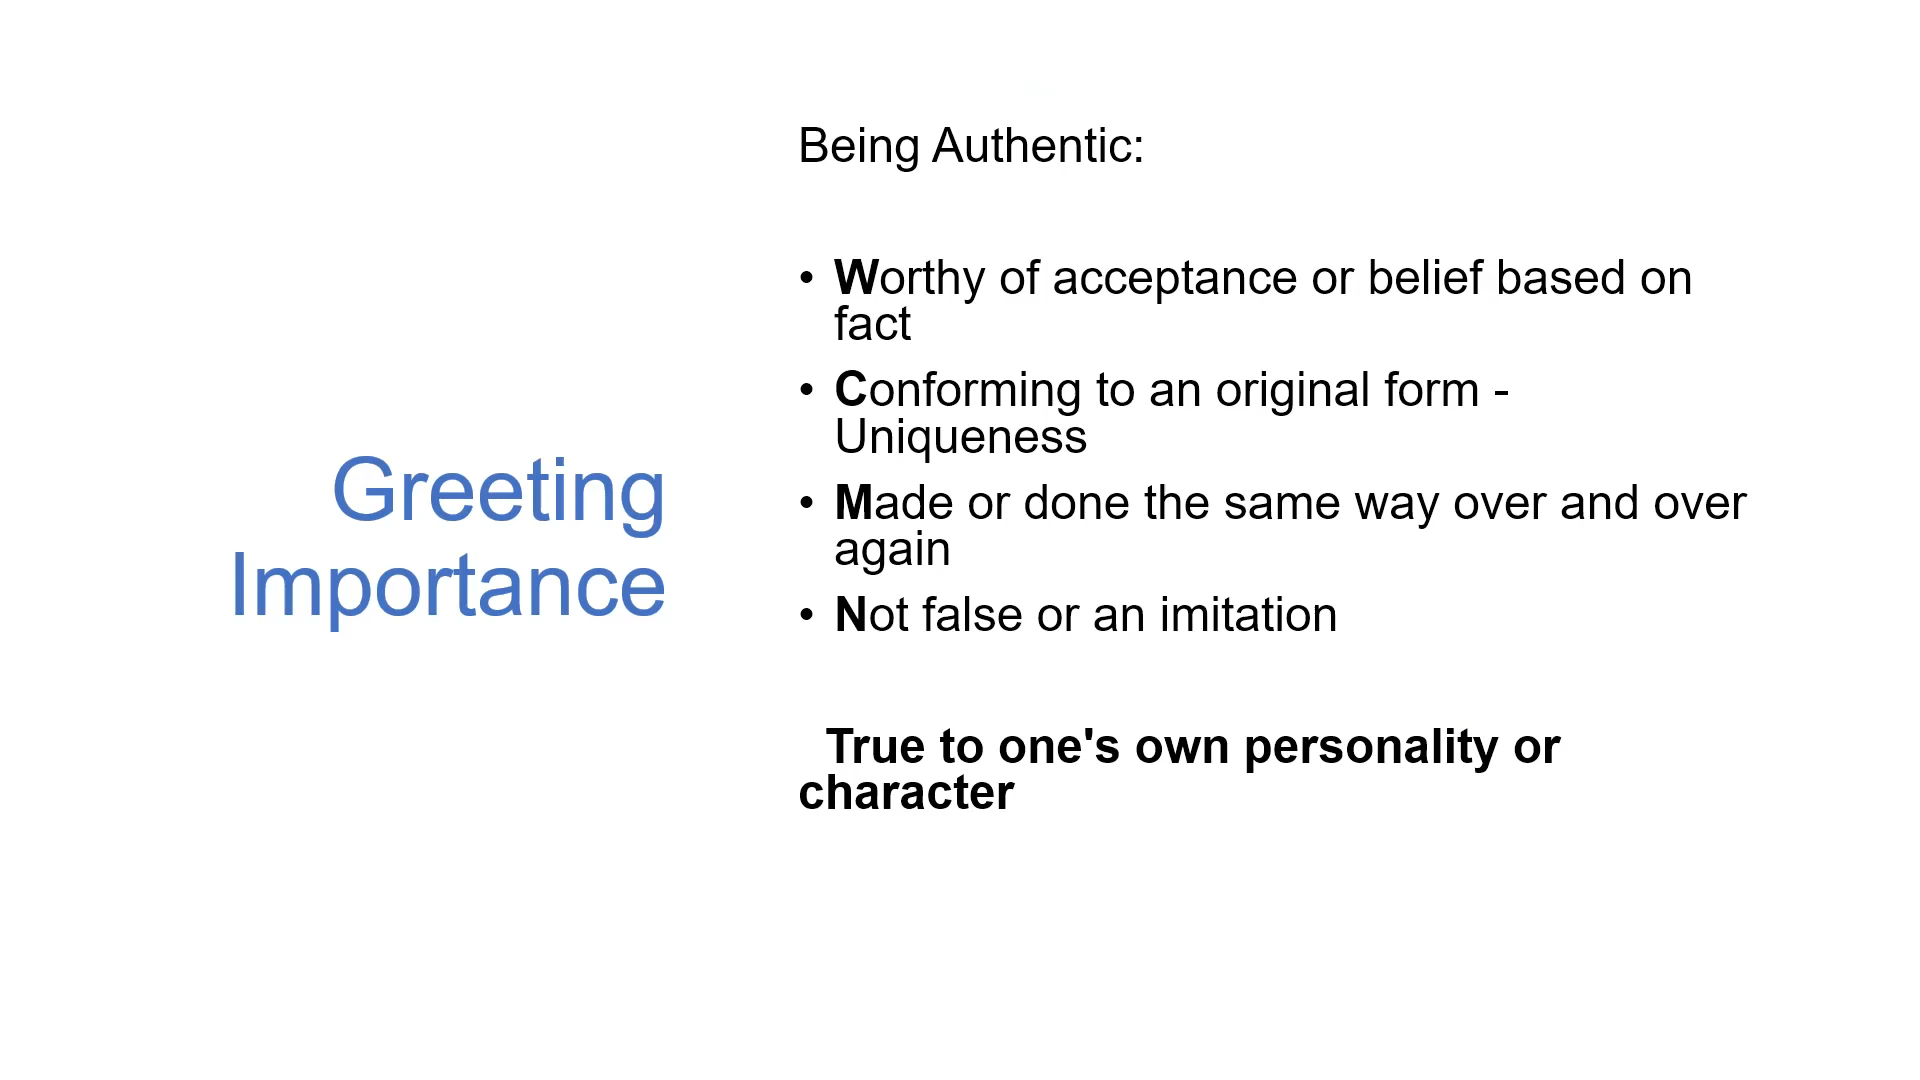 Greeting
Importance
Being Authentic:
• Worthy of acceptance or belief based on
fact
• Conforming to an original form -
Uniqueness
• Made or done the same way over and over
again
• Not false or an imitation
True to one's own personality or
character